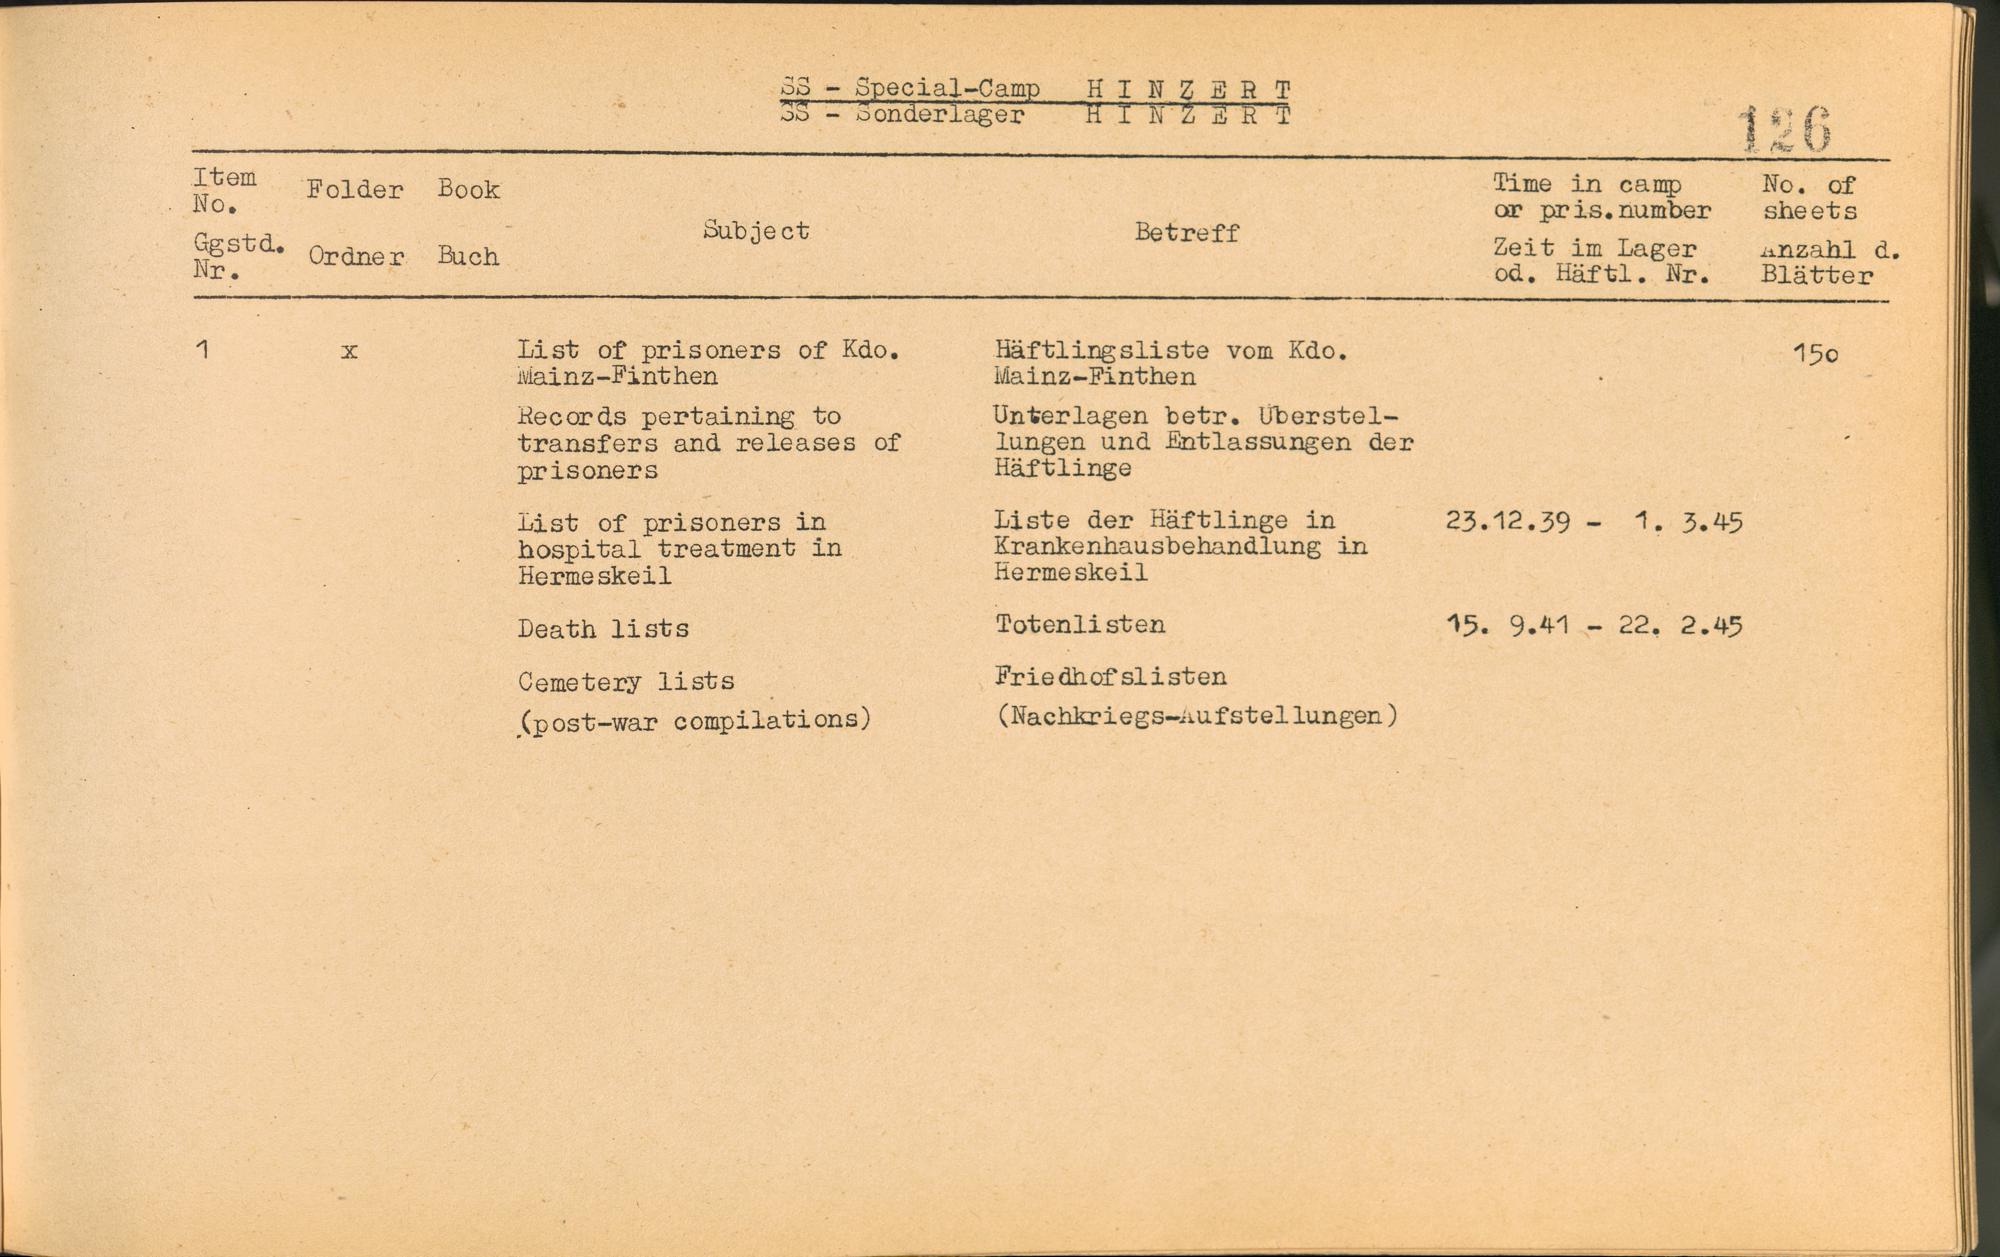 SS - Special-Camp H I N Z E R T
SS - Sonderlager H I N Z E R T
126
Item No. Folder Book Subject Betreff Time in camp or pris.number No. of sheets
Ggstd. Nr. Ordner Buch Zeit im Lager od. Häftl. Nr. Anzahl d. Blätter
1 x List of prisoners of Kdo. Häftlingsliste vom Kdo. 15o
Mainz-Finthen Mainz-Finthen
Records pertaining to Unterlagen betr. Überstel-
transfers and releases of lungen und Entlassungen der
prisoners Häftlinge
List of prisoners in Liste der Häftlinge in 23.12.39 - 1. 3.45
hospital treatment in Krankenhausbehandlung in
Hermeskeil Hermeskeil
Death lists Totenlisten 15. 9.41 - 22. 2.45
Cemetery lists Friedhofslisten
(post-war compilations) (Nachkriegs-Aufstellungen)